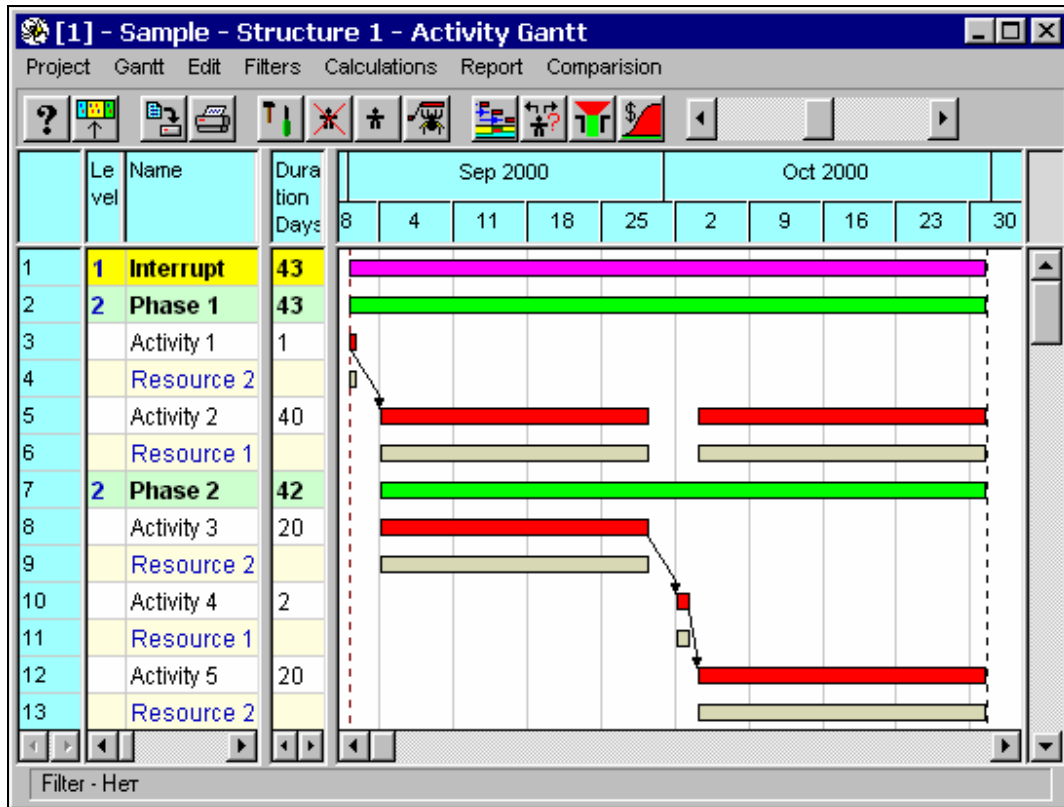 [1] - Sample - Structure 1 - Activity Gantt
Project Gantt Edit Filters Calculations Report Comparision
Le vel Name Dura tion Days Sep 2000 Oct 2000
8 4 11 18 25 2 9 16 23 30
1 1 Interrupt 43
2 2 Phase 1 43
3 Activity 1 1
4 Resource 2
5 Activity 2 40
6 Resource 1
7 2 Phase 2 42
8 Activity 3 20
9 Resource 2
10 Activity 4 2
11 Resource 1
12 Activity 5 20
13 Resource 2
Filter - Нет